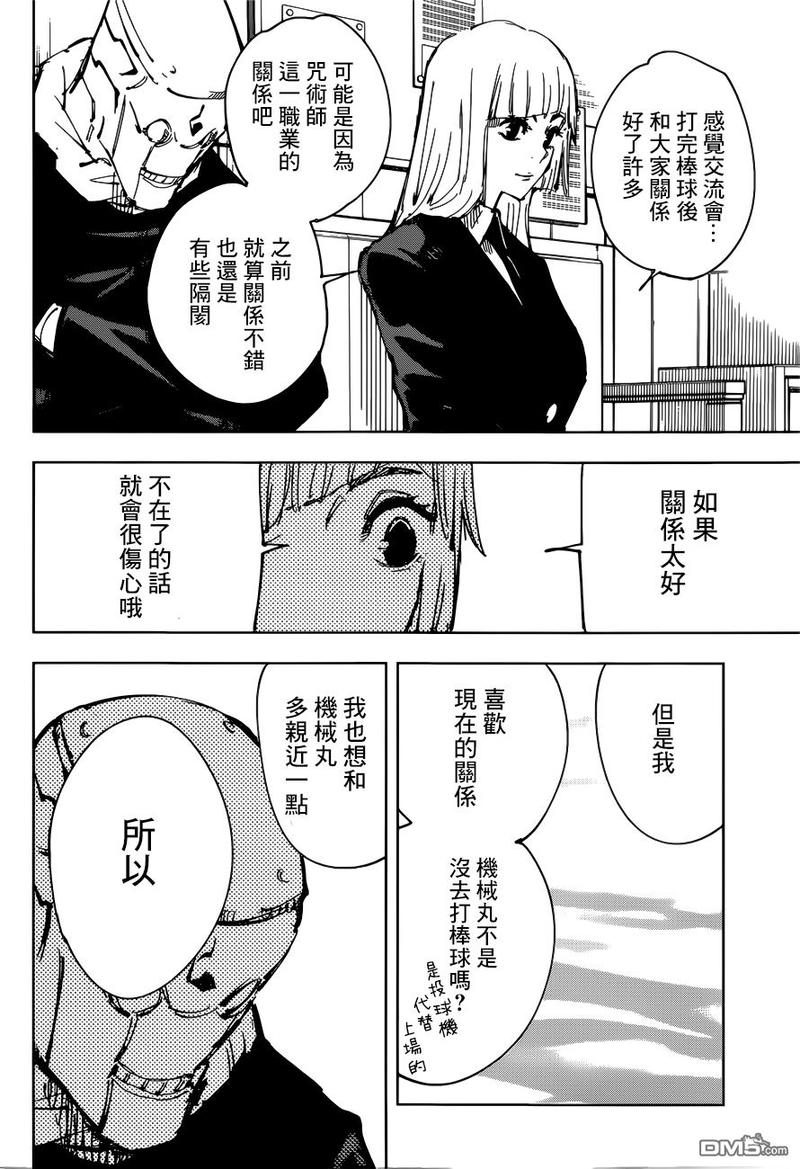 感覺交流會…
打完棒球後
和大家關係
好了許多
可能是因為
咒術師
這一職業的
關係吧
之前
就算關係不錯
也還是
有些隔閡
如果
關係太好
不在了的話
就會很傷心哦
但是我
喜歡
現在的關係
機械丸不是
沒去打棒球嗎?
是投球機
代替
上場的
我也想和
機械丸
多親近一點
所以
DM5.com